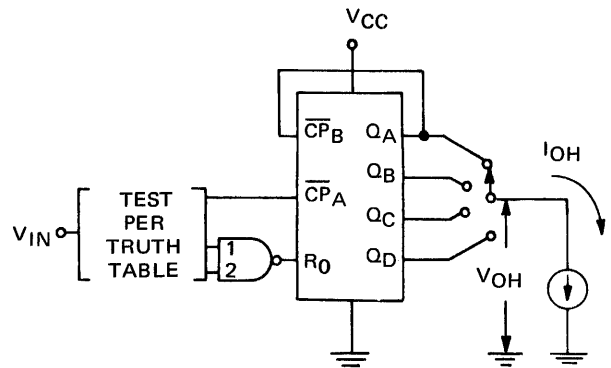 VCC
CPB QA
QB
IOH
CPA
QC
TEST
PER
TRUTH
TABLE
VIN
1
2
R0 QD
VOH